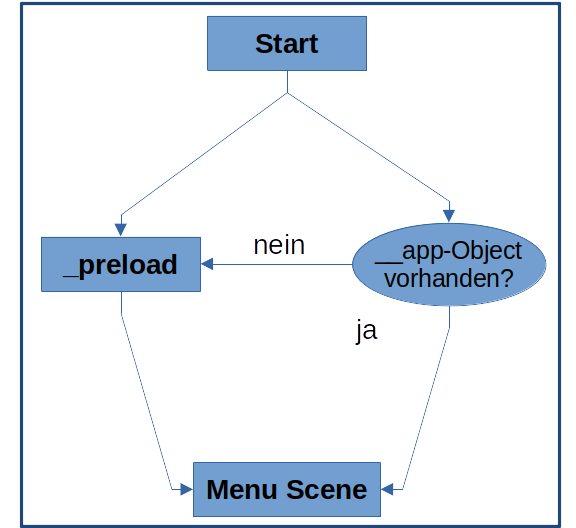 Start
nein
_preload
__app-Object
vorhanden?
ja
Menu Scene